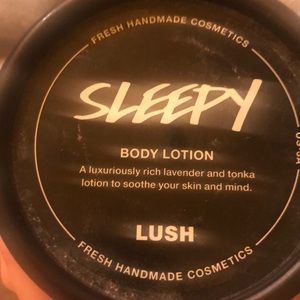 FRESH HANDMADE COSMETICS
SLEEPY
BODY LOTION
A luxuriously rich lavender and tonka
lotion to soothe your skin and mind.
LUSH
FRESH HANDMADE COSMETICS